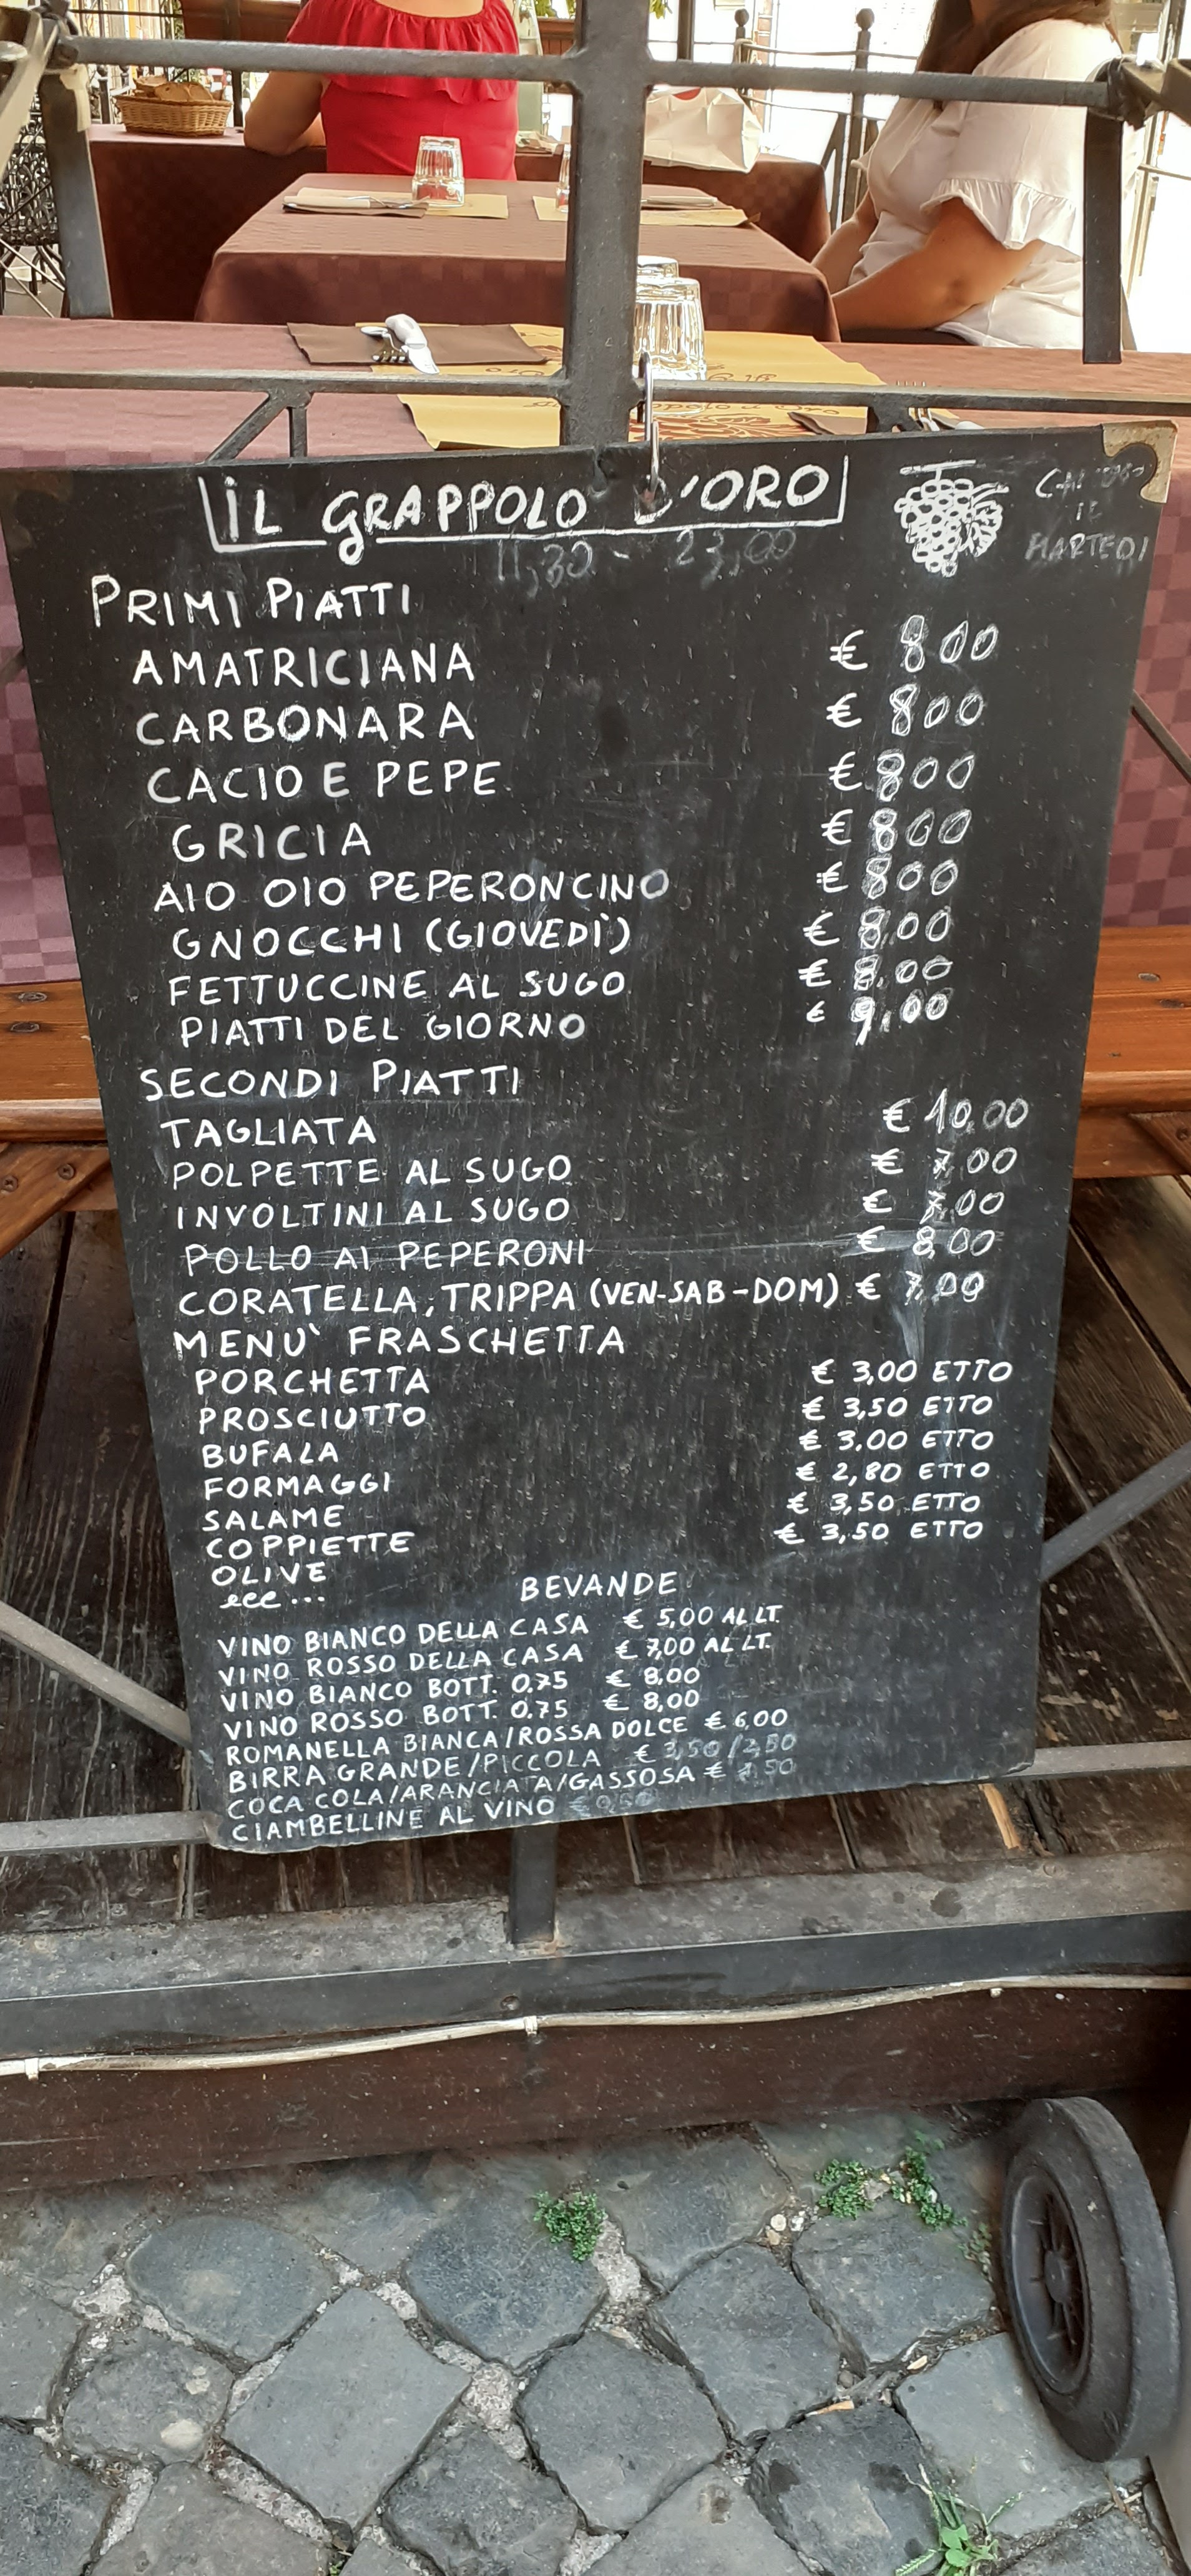 IL GRAPPOLO D'ORO
11,30 - 23,00
IL
MARTEDI
PRIMI PIATTI
AMATRICIANA € 800
CARBONARA € 800
CACIO E PEPE € 800
GRICIA € 800
AIO OIO PEPERONCINO € 800
GNOCCHI (GIOVEDÌ) € 8,00
FETTUCCINE AL SUGO € 8.00
PIATTI DEL GIORNO € 9,00
SECONDI PIATTI
TAGLIATA € 10,00
POLPETTE AL SUGO € 7,00
INVOLTINI AL SUGO € 7,00
POLLO AI PEPERONI € 8,00
CORATELLA, TRIPPA (VEN-SAB-DOM) € 7,00
MENU' FRASCHETTA
PORCHETTA € 3,00 ETTO
PROSCIUTTO € 3,50 ETTO
BUFALA € 3,00 ETTO
FORMAGGI € 2,80 ETTO
SALAME € 3,50 ETTO
COPPIETTE € 3,50 ETTO
OLIVE
ecc...
BEVANDE
VINO BIANCO DELLA CASA € 5,00 AL LT.
VINO ROSSO DELLA CASA € 7,00 AL LT.
VINO BIANCO BOTT. 0.75 € 8,00
VINO ROSSO BOTT. 0.75 € 8,00
ROMANELLA BIANCA/ROSSA DOLCE € 6,00
BIRRA GRANDE/PICCOLA € 3,50/2,50
COCA COLA/ARANCIATA/GASSOSA €
CIAMBELLINE AL VINO €